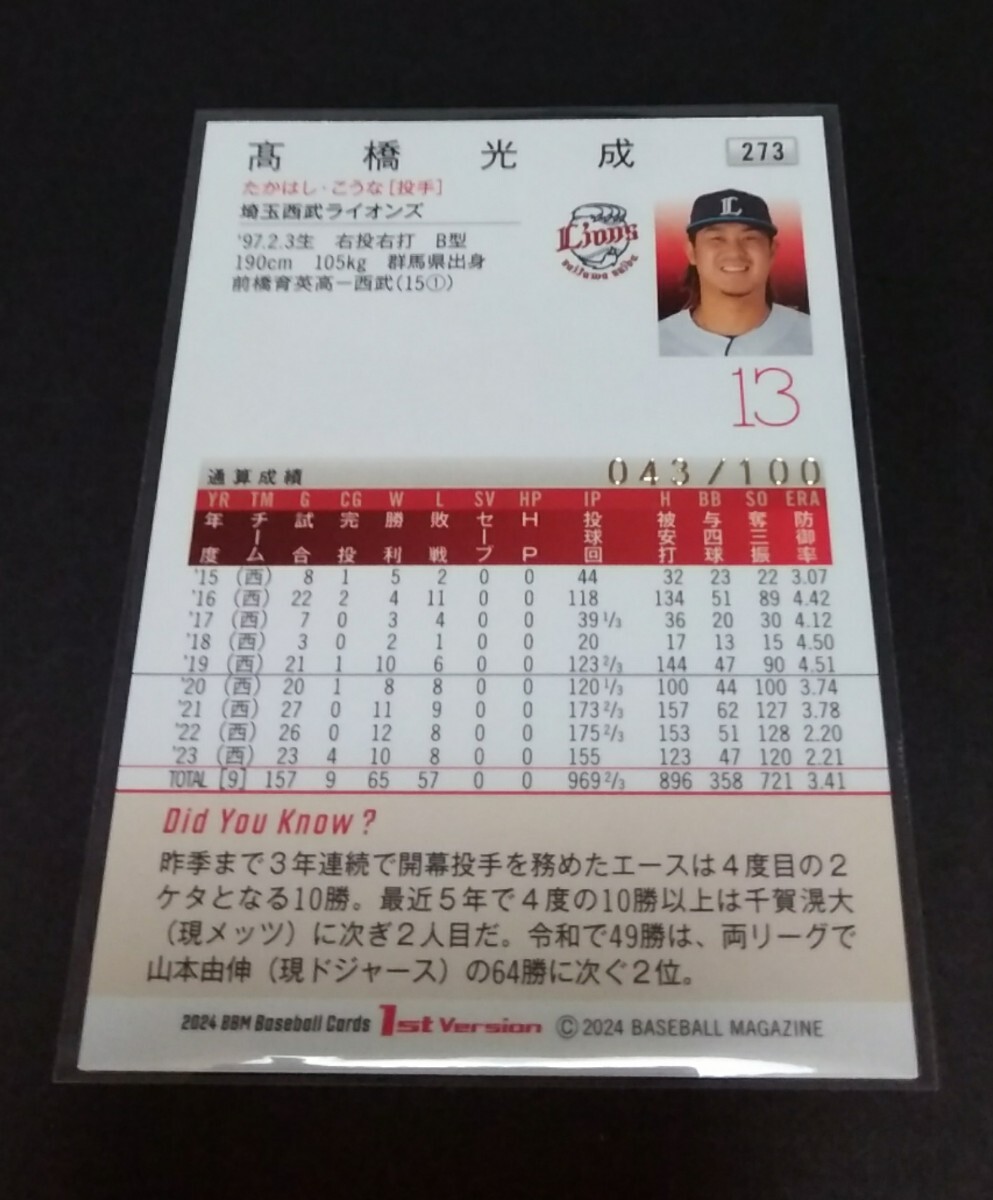 髙橋光成
273
たかはし・こうな[投手]
埼玉西武ライオンズ
'97.2.3生 右投右打 B型
190cm 105kg 群馬県出身
前橋育英高－西武(15①)
Lions
saitama seibu
L
13
通算成績
043/100
YR TM G CG W L SV HP IP H BB SO ERA
年度 チーム 試合 完投 勝利 敗戦 セーブ HP 投球回 被安打 与四球 奪三振 防御率
'15 (西) 8 1 5 2 0 0 44 32 23 22 3.07
'16 (西) 22 2 4 11 0 0 118 134 51 89 4.42
'17 (西) 7 0 3 4 0 0 39 1/3 36 20 30 4.12
'18 (西) 3 0 2 1 0 0 20 17 13 15 4.50
'19 (西) 21 1 10 6 0 0 123 2/3 144 47 90 4.51
'20 (西) 20 1 8 8 0 0 120 1/3 100 44 100 3.74
'21 (西) 27 0 11 9 0 0 173 2/3 157 62 127 3.78
'22 (西) 26 0 12 8 0 0 175 2/3 153 51 128 2.20
'23 (西) 23 4 10 8 0 0 155 123 47 120 2.21
TOTAL [9] 157 9 65 57 0 0 969 2/3 896 358 721 3.41
Did You Know?
昨季まで３年連続で開幕投手を務めたエースは４度目の２
ケタとなる10勝。最近５年で４度の10勝以上は千賀滉大
（現メッツ）に次ぎ２人目だ。令和で49勝は、両リーグで
山本由伸（現ドジャース）の64勝に次ぐ２位。
2024 BBM Baseball Cards 1st Version © 2024 BASEBALL MAGAZINE